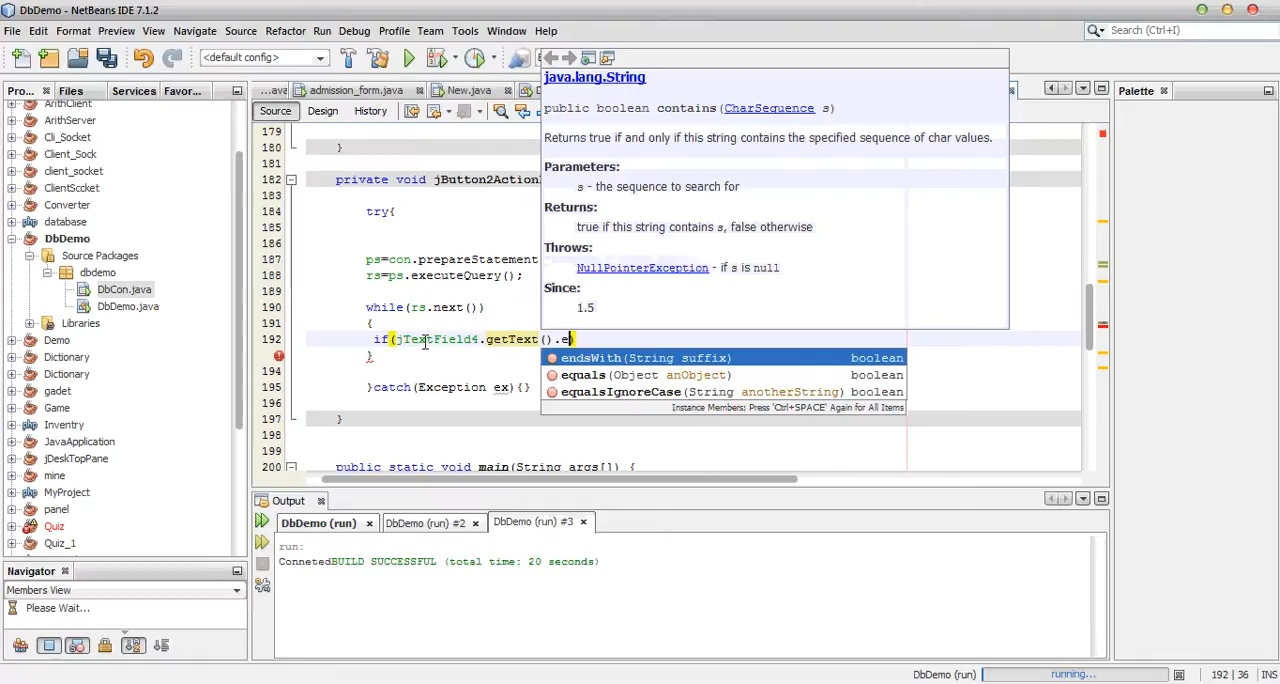 DbDemo - NetBeans IDE 7.1.2
File Edit Format Preview View Navigate Source Refactor Run Debug Profile Team Tools Window Help
Search (Ctrl+I)
<default config>
Pro... Files Services Favor...
ArithClient
ArithServer
Cli_Socket
Client_Sock
client_socket
ClientSccket
Converter
database
DbDemo
Source Packages
dbdemo
DbCon.java
DbDemo.java
Libraries
Demo
Dictionary
Dictionary
gadet
Game
Inventry
JavaApplication
jDeskTopPane
mine
MyProject
panel
Quiz
Quiz_1
Navigator
Members View
Please Wait...
...ava admission_form.java New.java
Source Design History
179
180 }
181
182 private void jButton2Action
183
184 try{
185
186
187 ps=con.prepareStatement
188 rs=ps.executeQuery();
189
190 while(rs.next())
191 {
192 if(jTextField4.getText().e)
}
194
195 }catch(Exception ex){}
196
197 }
198
199
200 public static void main(String args[]) {
java.lang.String
public boolean contains(CharSequence s)
Returns true if and only if this string contains the specified sequence of char values.
Parameters:
s - the sequence to search for
Returns:
true if this string contains s, false otherwise
Throws:
NullPointerException - if s is null
Since:
1.5
endsWith(String suffix) boolean
equals(Object anObject) boolean
equalsIgnoreCase(String anotherString) boolean
Instance Members; Press 'Ctrl+SPACE' Again for All Items
Palette
Output
DbDemo (run) DbDemo (run) #2 DbDemo (run) #3
run:
ConnetedBUILD SUCCESSFUL (total time: 20 seconds)
DbDemo (run) running... 192 | 36 INS